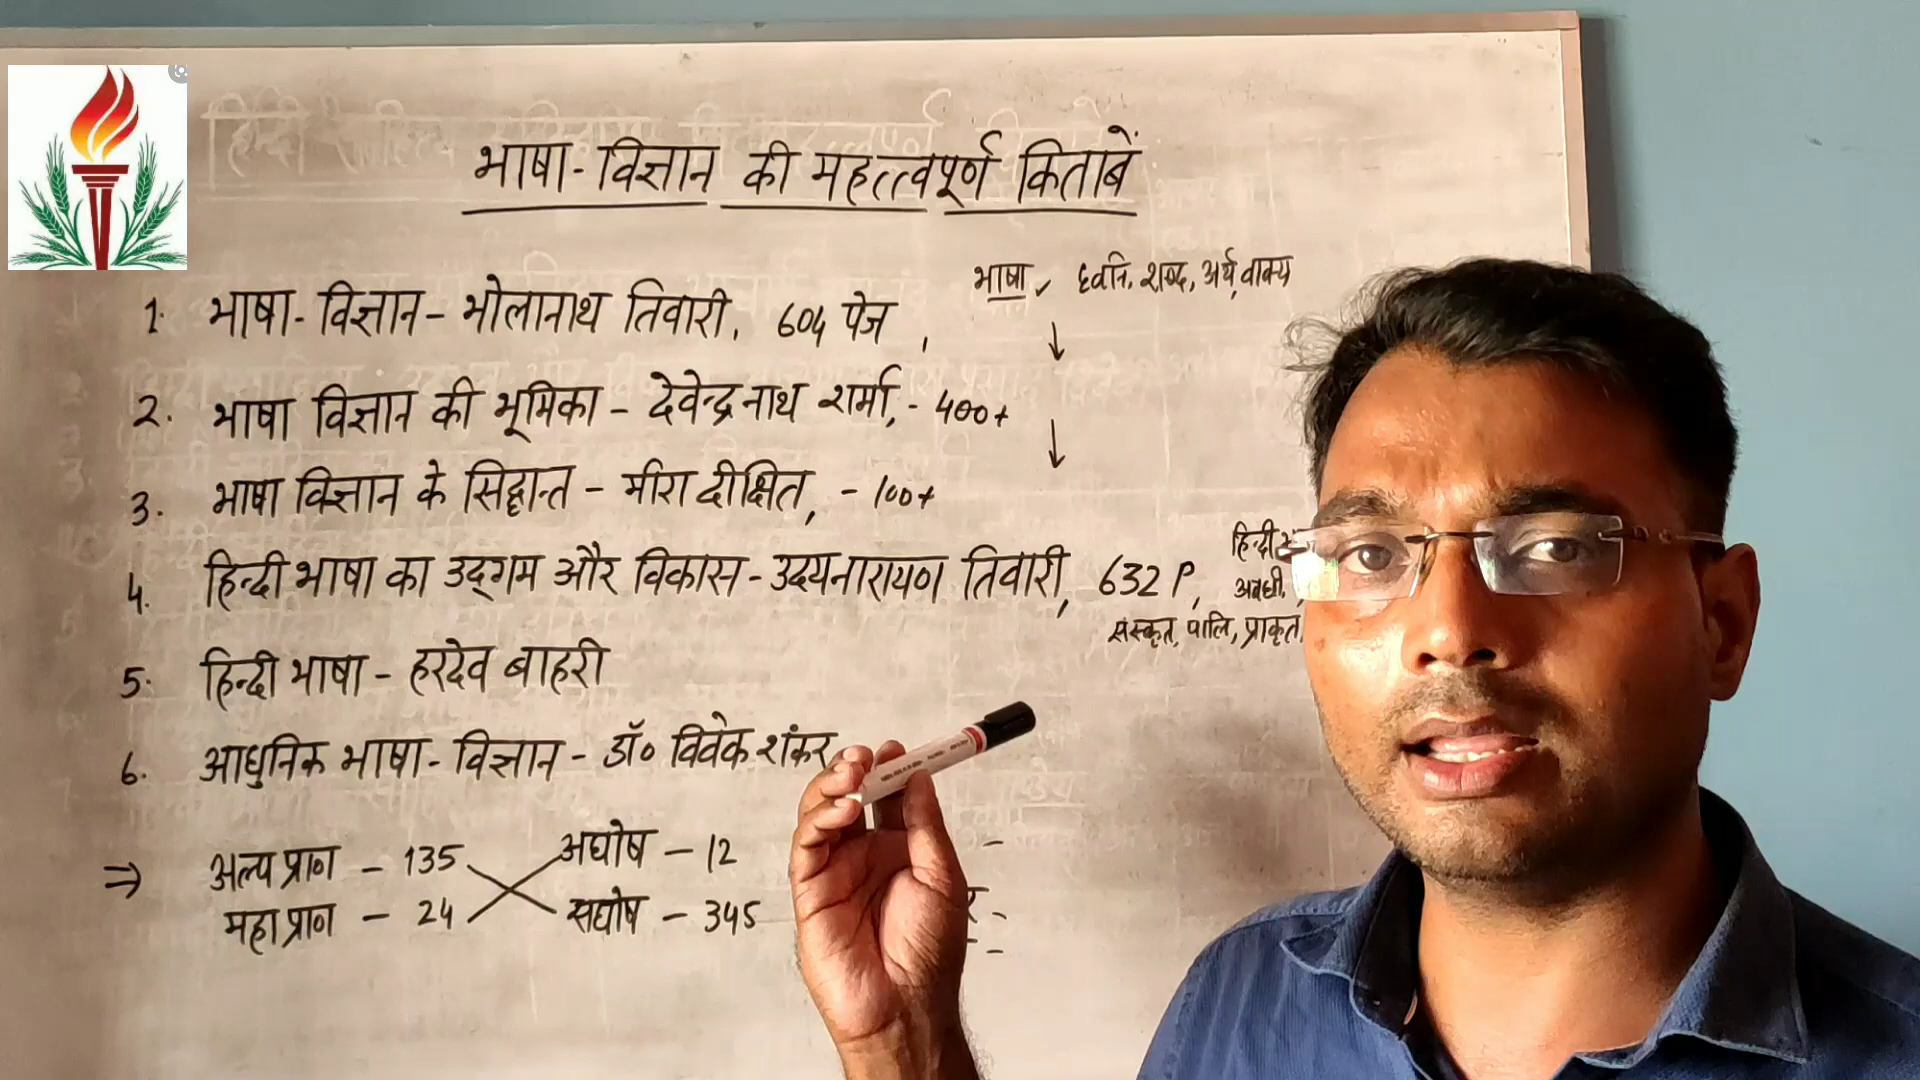 भाषा-विज्ञान की महत्त्वपूर्ण किताबें
भाषा ✓ ध्वनि, शब्द, अर्थ, वाक्य
1. भाषा-विज्ञान - भोलानाथ तिवारी, 604 पेज,
2. भाषा विज्ञान की भूमिका - देवेन्द्रनाथ शर्मा, - 400+
3. भाषा विज्ञान के सिद्धान्त - मीरा दीक्षित, - 100+
4. हिन्दी भाषा का उद्‌गम और विकास - उदयनारायण तिवारी, 632 P,
हिन्दी
अवधी,
संस्कृत, पालि, प्राकृत,
5. हिन्दी भाषा - हरदेव बाहरी
6. आधुनिक भाषा-विज्ञान - डॉ० विवेक शंकर
⇒ अल्प प्राण - 135 अघोष - 12
महा प्राण - 24 सघोष - 345